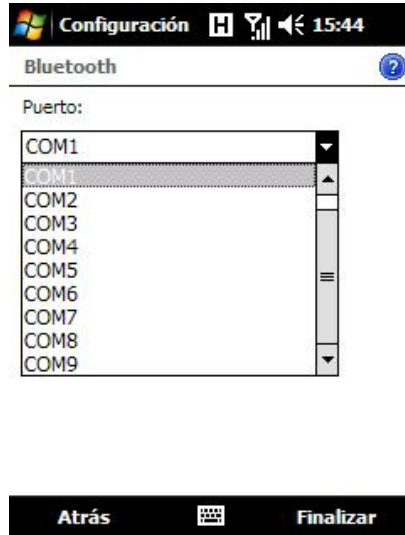 Configuración H 15:44
Bluetooth ?
Puerto:
COM1
COM1
COM2
COM3
COM4
COM5
COM6
COM7
COM8
COM9
Atrás Finalizar